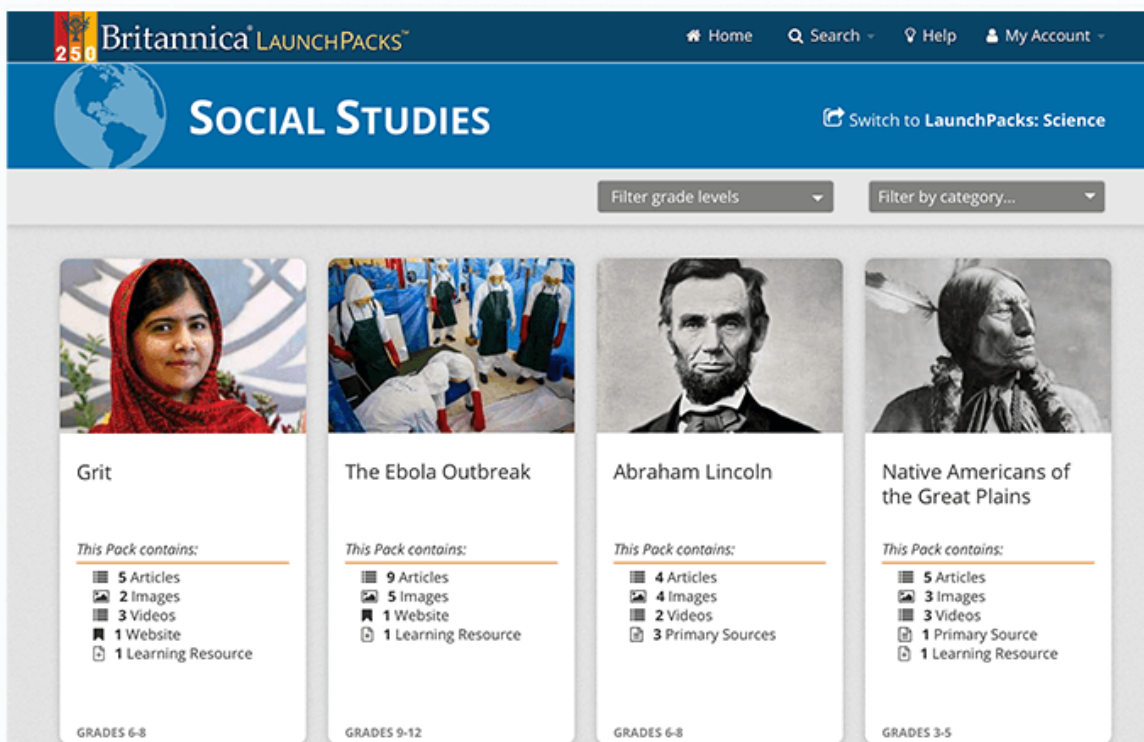 250 Britannica® LAUNCHPACKS™
Home Search Help My Account
SOCIAL STUDIES
Switch to LaunchPacks: Science
Filter grade levels Filter by category...
Grit
This Pack contains:
5 Articles
2 Images
3 Videos
1 Website
1 Learning Resource
GRADES 6-8
The Ebola Outbreak
This Pack contains:
9 Articles
5 Images
1 Website
1 Learning Resource
GRADES 9-12
Abraham Lincoln
This Pack contains:
4 Articles
4 Images
2 Videos
3 Primary Sources
GRADES 6-8
Native Americans of
the Great Plains
This Pack contains:
5 Articles
3 Images
3 Videos
1 Primary Source
1 Learning Resource
GRADES 3-5